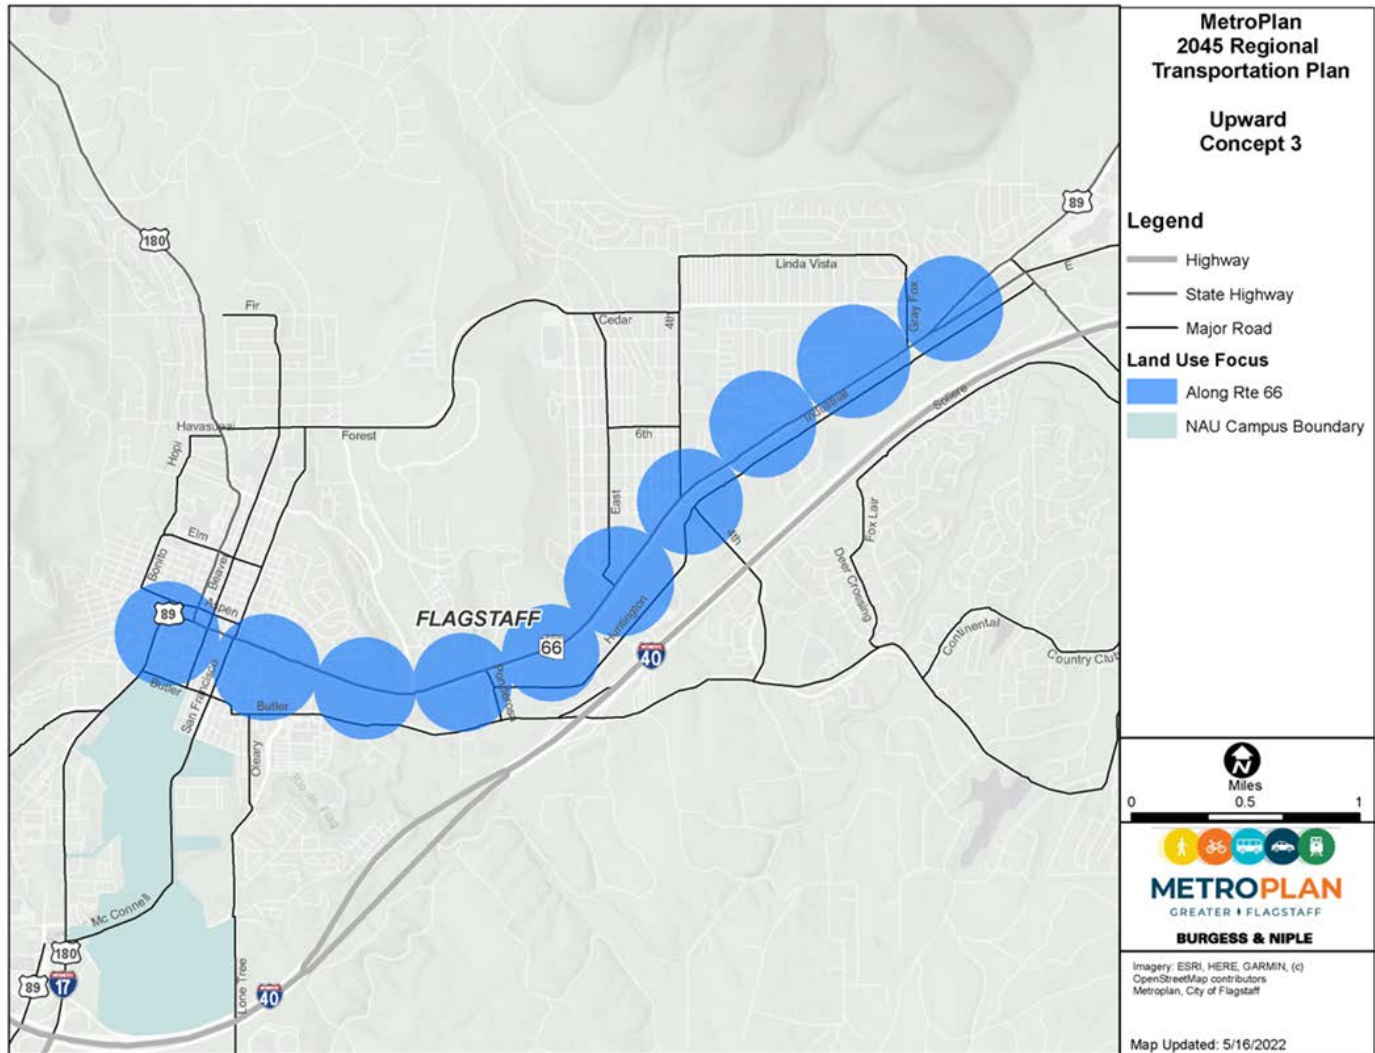 MetroPlan
2045 Regional
Transportation Plan
Upward
Concept 3
Legend
Highway
State Highway
Major Road
Land Use Focus
Along Rte 66
NAU Campus Boundary
N
Miles
0 0.5 1
METROPLAN
GREATER FLAGSTAFF
BURGESS & NIPLE
Imagery: ESRI, HERE, GARMIN, (c)
OpenStreetMap contributors
Metroplan, City of Flagstaff
Map Updated: 5/16/2022
89
180
Linda Vista
E
Gray Fox
Fir
Cedar
4th
Industrial
Soliere
Havasupai
Forest
6th
Hopi
East
Fox Lair
Elm
4th
Bonito
Beaver
Deer Crossing
Aspen
89
FLAGSTAFF
66
Huntington
40
Continental
Country Club
Butler
San Francisco
Butler
Ponderosa
Oleary
Rio de Flag
Mc Connell
180
89
17
Lone Tree
40